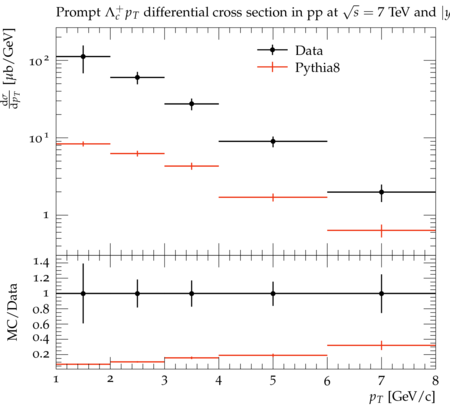 Prompt Λc+ pT differential cross section in pp at √s = 7 TeV and |y
dσ/dpT [μb/GeV]
Data
Pythia8
10²
10¹
1
MC/Data
1.4
1.2
1
0.8
0.6
0.4
0.2
1 2 3 4 5 6 7 8
pT [GeV/c]